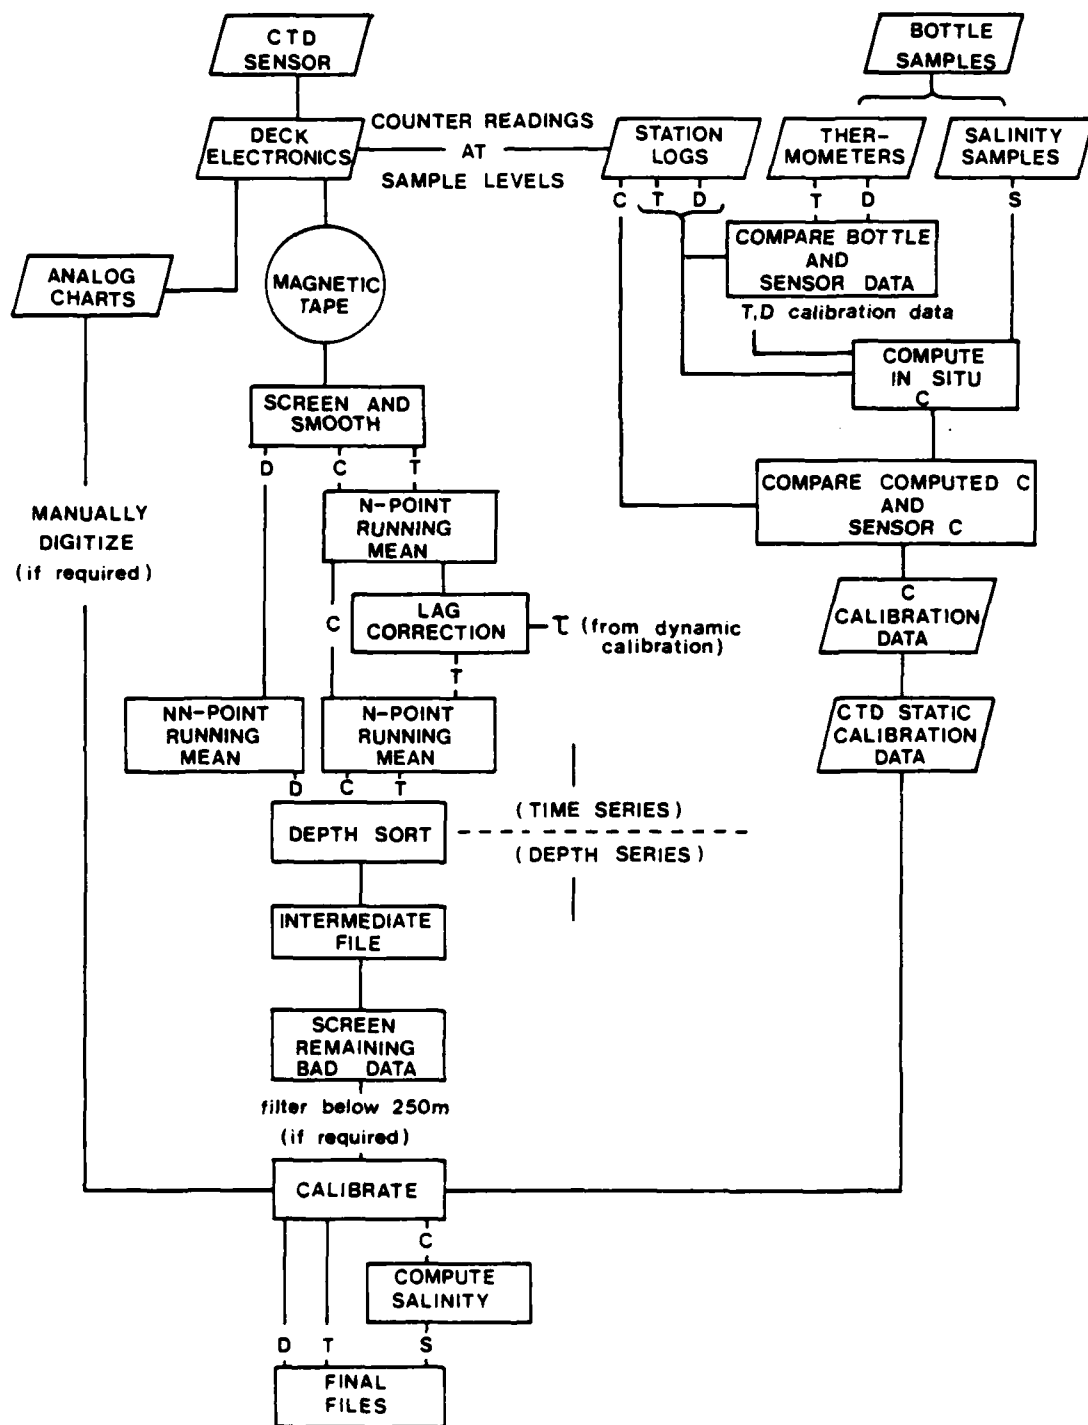 CTD
SENSOR
BOTTLE
SAMPLES
DECK
ELECTRONICS
COUNTER READINGS
AT
SAMPLE LEVELS
STATION
LOGS
THER-
MOMETERS
SALINITY
SAMPLES
C T D
T D
S
COMPARE BOTTLE
AND
SENSOR DATA
T,D calibration data
ANALOG
CHARTS
MAGNETIC
TAPE
COMPUTE
IN SITU
C
SCREEN AND
SMOOTH
D C T
COMPARE COMPUTED C
AND
SENSOR C
MANUALLY
DIGITIZE
(if required)
N-POINT
RUNNING
MEAN
C
LAG
CORRECTION
τ (from dynamic
calibration)
T
C
CALIBRATION
DATA
NN-POINT
RUNNING
MEAN
N-POINT
RUNNING
MEAN
CTD STATIC
CALIBRATION
DATA
D C T
DEPTH SORT
(TIME SERIES)
(DEPTH SERIES)
INTERMEDIATE
FILE
SCREEN
REMAINING
BAD DATA
filter below 250m
(if required)
CALIBRATE
C
COMPUTE
SALINITY
D T S
FINAL
FILES